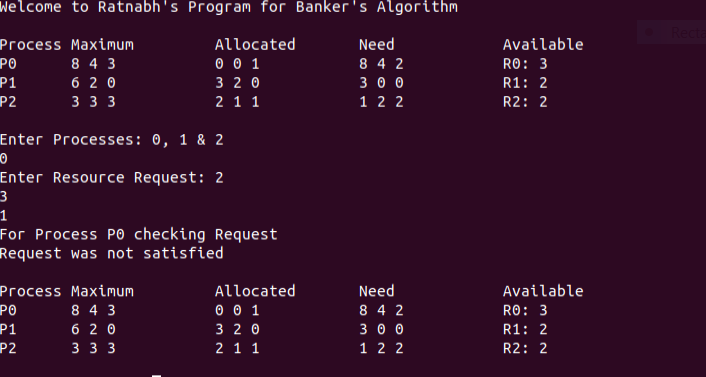 Welcome to Ratnabh's Program for Banker's Algorithm
Process Maximum Allocated Need Available
P0 8 4 3 0 0 1 8 4 2 R0: 3
P1 6 2 0 3 2 0 3 0 0 R1: 2
P2 3 3 3 2 1 1 1 2 2 R2: 2
Enter Processes: 0, 1 & 2
0
Enter Resource Request: 2
3
1
For Process P0 checking Request
Request was not satisfied
Process Maximum Allocated Need Available
P0 8 4 3 0 0 1 8 4 2 R0: 3
P1 6 2 0 3 2 0 3 0 0 R1: 2
P2 3 3 3 2 1 1 1 2 2 R2: 2